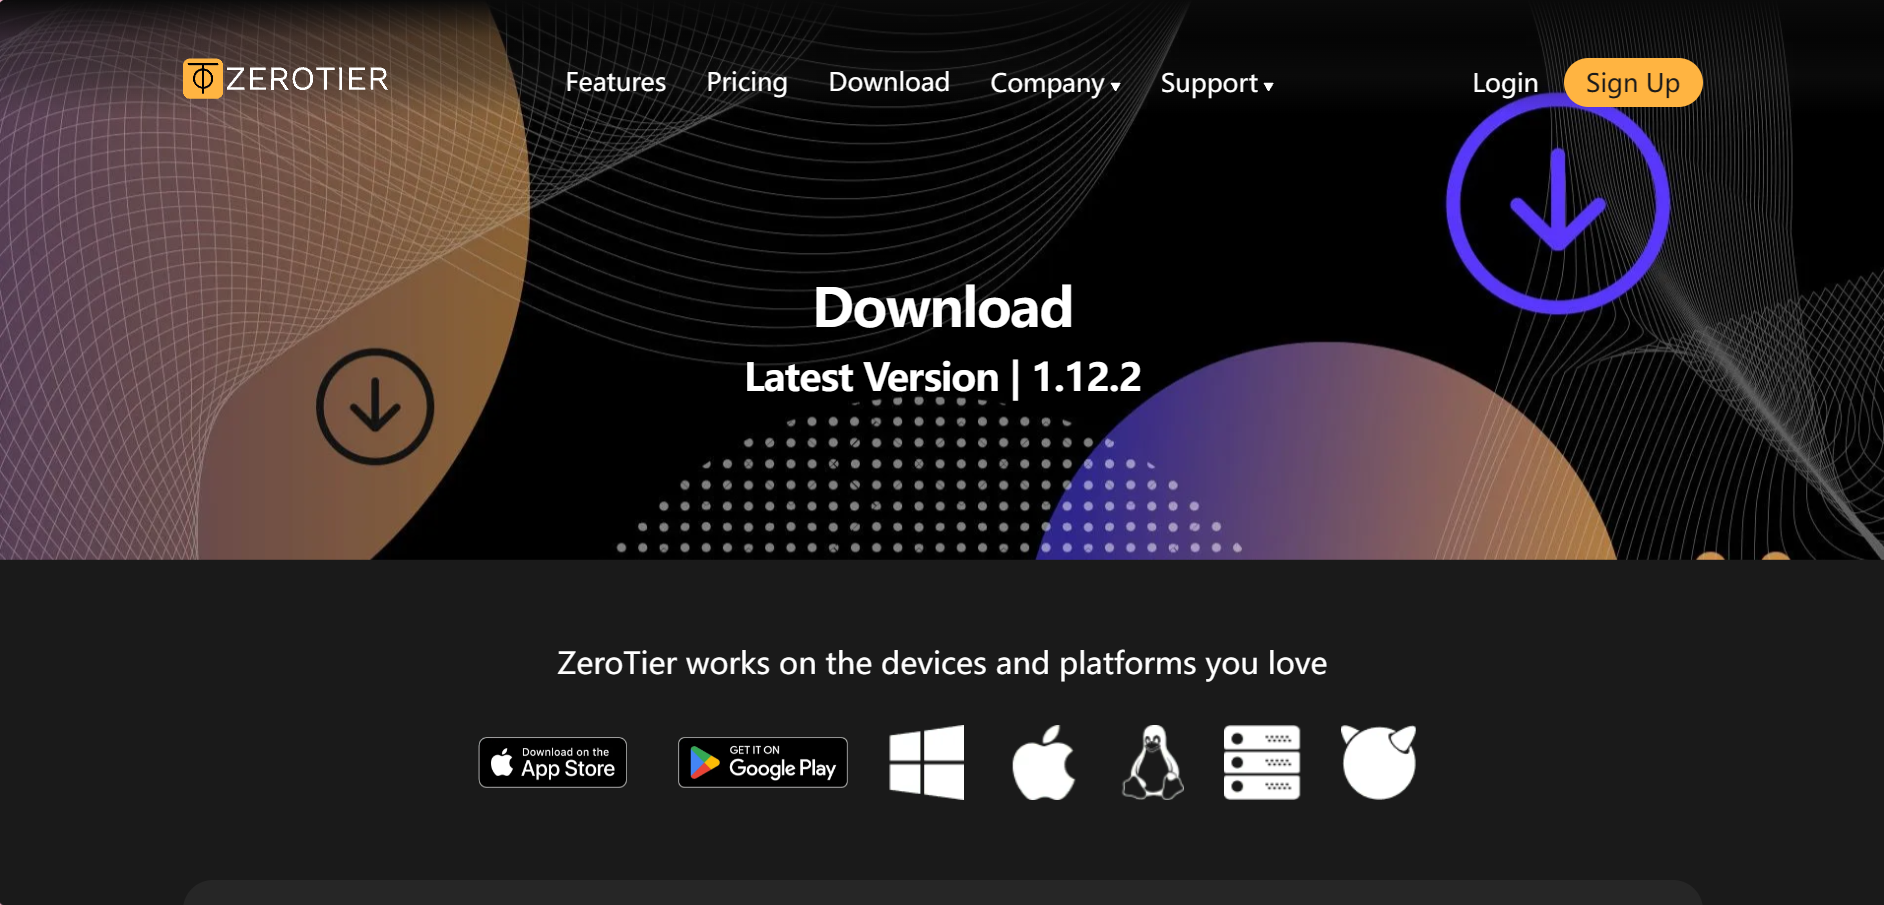 ZEROTIER
Features
Pricing
Download
Company
Support
Login
Sign Up
Download
Latest Version | 1.12.2
ZeroTier works on the devices and platforms you love
Download on the
App Store
GET IT ON
Google Play